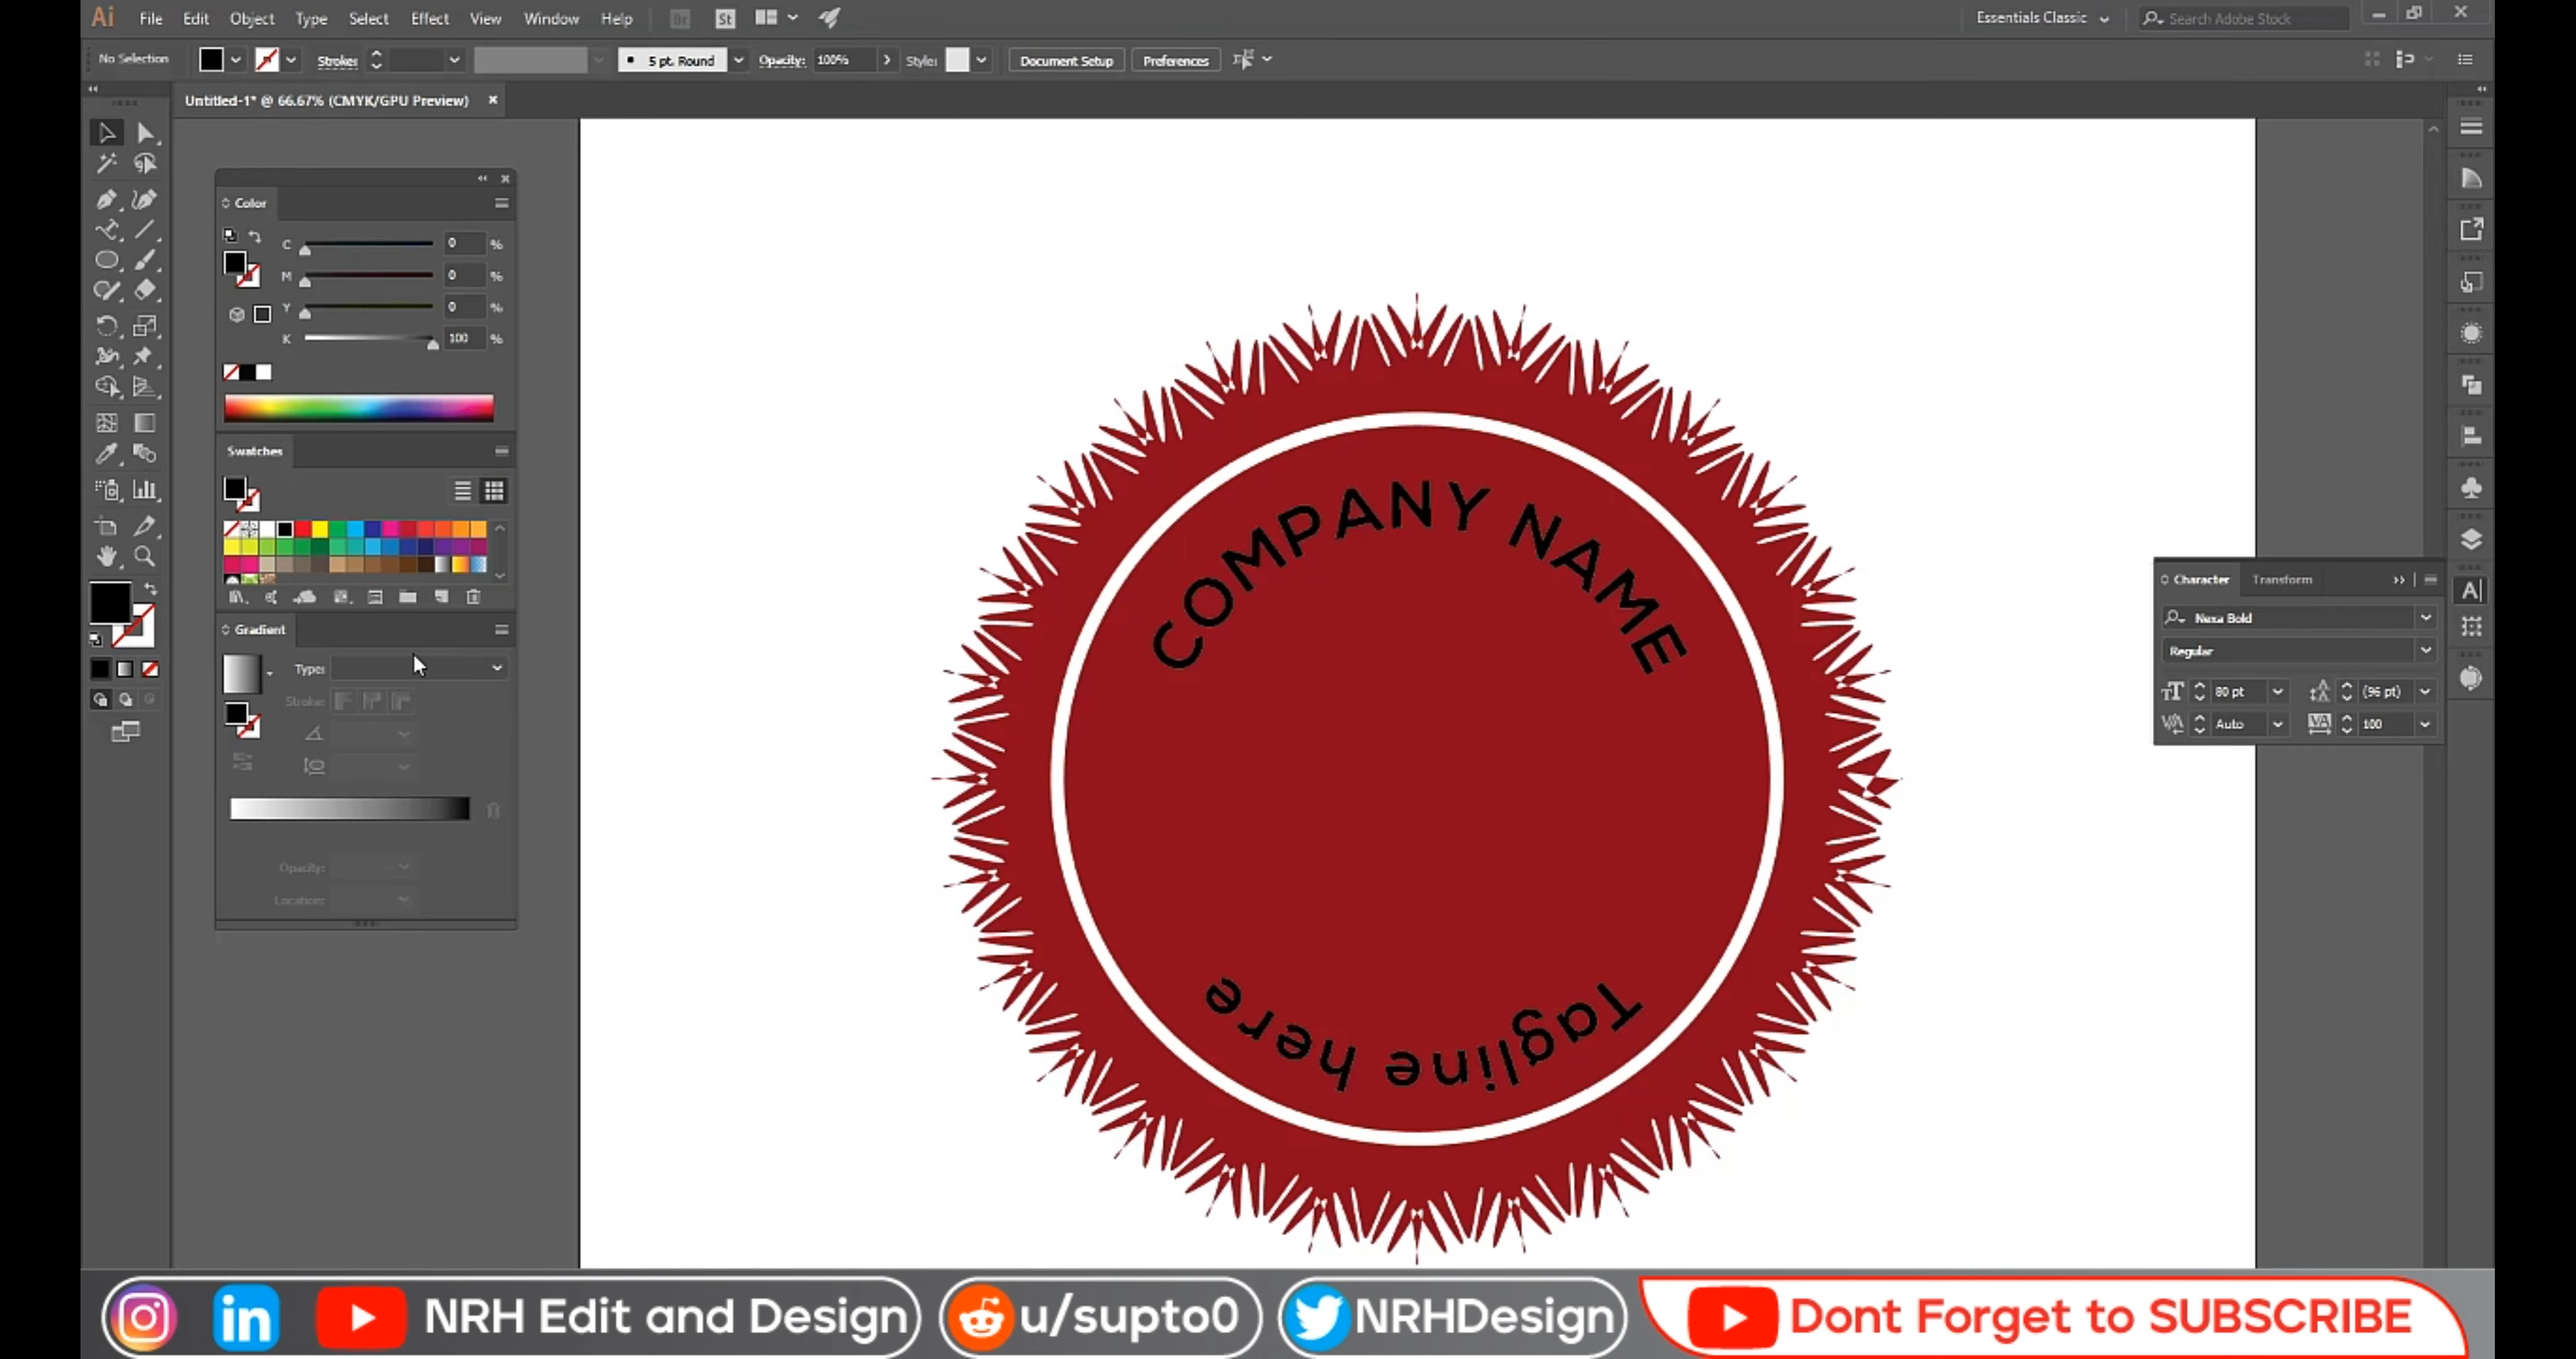 Ai File Edit Object Type Select Effect View Window Help Br St Essentials Classic Search Adobe Stock
No Selection Stroke: 5 pt. Round Opacity: 100% Style: Document Setup Preferences
Untitled-1* @ 66.67% (CMYK/GPU Preview)
Color
C 0 %
M 0 %
Y 0 %
K 100 %
Swatches
Gradient
Type:
Stroke:
Opacity:
Location:
COMPANY NAME
Tagline here
Character Transform
Nexa Bold
Regular
80 pt (96 pt)
Auto 100
NRH Edit and Design u/supto0 NRHDesign Dont Forget to SUBSCRIBE